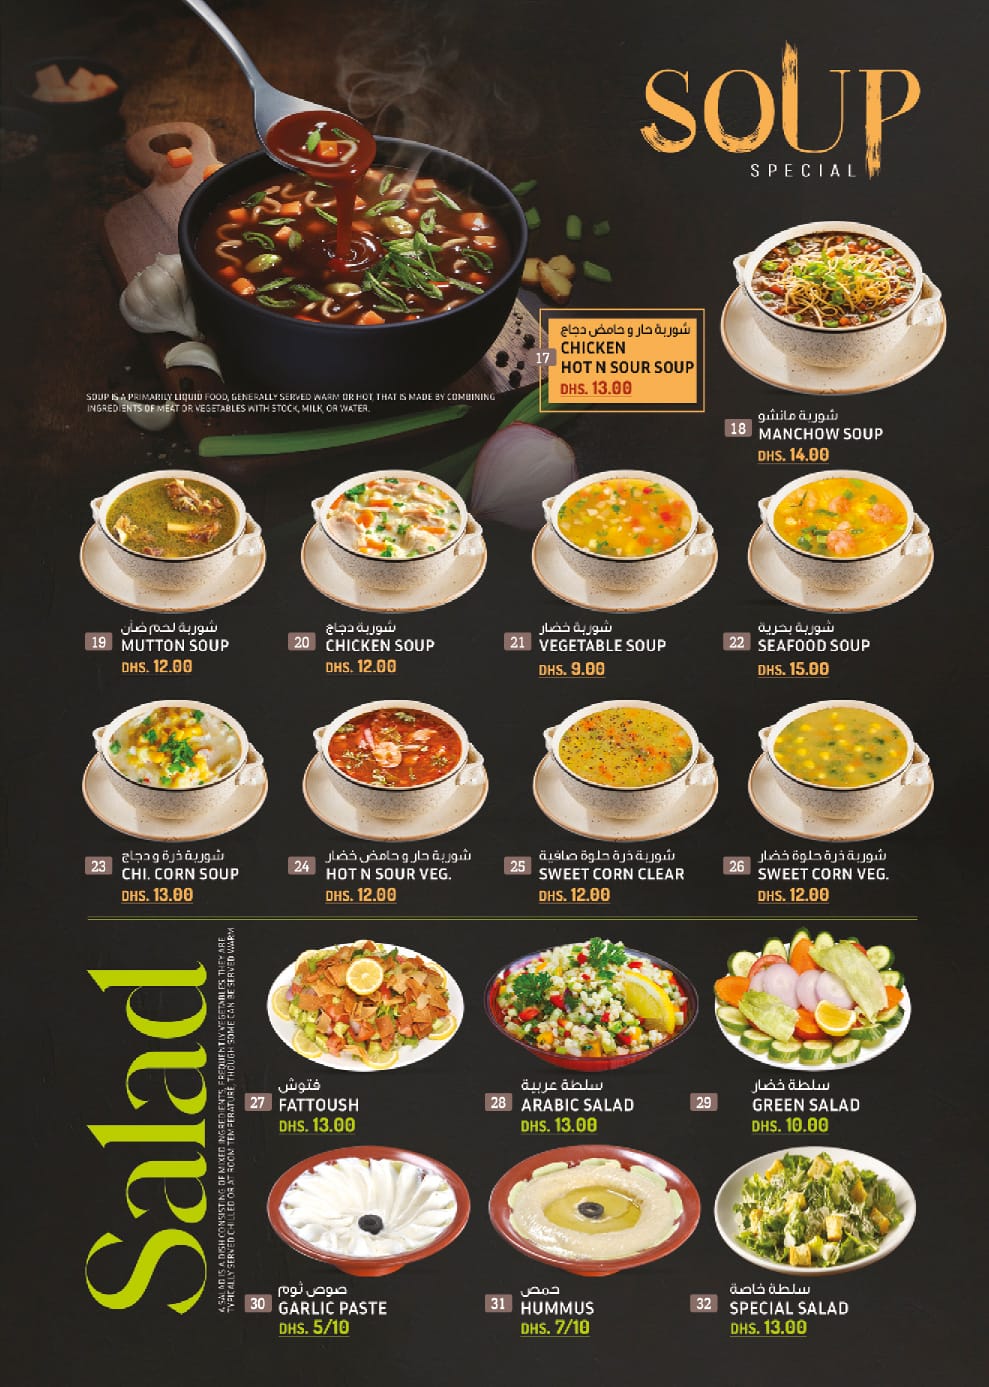 SOUP
SPECIAL
17
شوربة حار و حامض دجاج
CHICKEN
HOT N SOUR SOUP
DHS. 13.00
SOUP IS A PRIMARILY LIQUID FOOD, GENERALLY SERVED WARM OR HOT, THAT IS MADE BY COMBINING
INGREDIENTS OF MEAT OR VEGETABLES WITH STOCK, MILK, OR WATER.
18
شوربة مانشو
MANCHOW SOUP
DHS. 14.00
19
شوربة لحم ضأن
MUTTON SOUP
DHS. 12.00
20
شوربة دجاج
CHICKEN SOUP
DHS. 12.00
21
شوربة خضار
VEGETABLE SOUP
DHS. 9.00
22
شوربة بحرية
SEAFOOD SOUP
DHS. 15.00
23
شوربة ذرة و دجاج
CHI. CORN SOUP
DHS. 13.00
24
شوربة حار و حامض خضار
HOT N SOUR VEG.
DHS. 12.00
25
شوربة ذرة حلوة صافية
SWEET CORN CLEAR
DHS. 12.00
26
شوربة ذرة حلوة خضار
SWEET CORN VEG.
DHS. 12.00
Salad
A SALAD IS A DISH CONSISTING OF MIXED INGREDIENTS, FREQUENTLY VEGETABLES. THEY ARE
TYPICALLY SERVED CHILLED OR AT ROOM TEMPERATURE, THOUGH SOME CAN BE SERVED WARM
27
فتوش
FATTOUSH
DHS. 13.00
28
سلطة عربية
ARABIC SALAD
DHS. 13.00
29
سلطة خضار
GREEN SALAD
DHS. 10.00
30
صوص ثوم
GARLIC PASTE
DHS. 5/10
31
حمص
HUMMUS
DHS. 7/10
32
سلطة خاصة
SPECIAL SALAD
DHS. 13.00